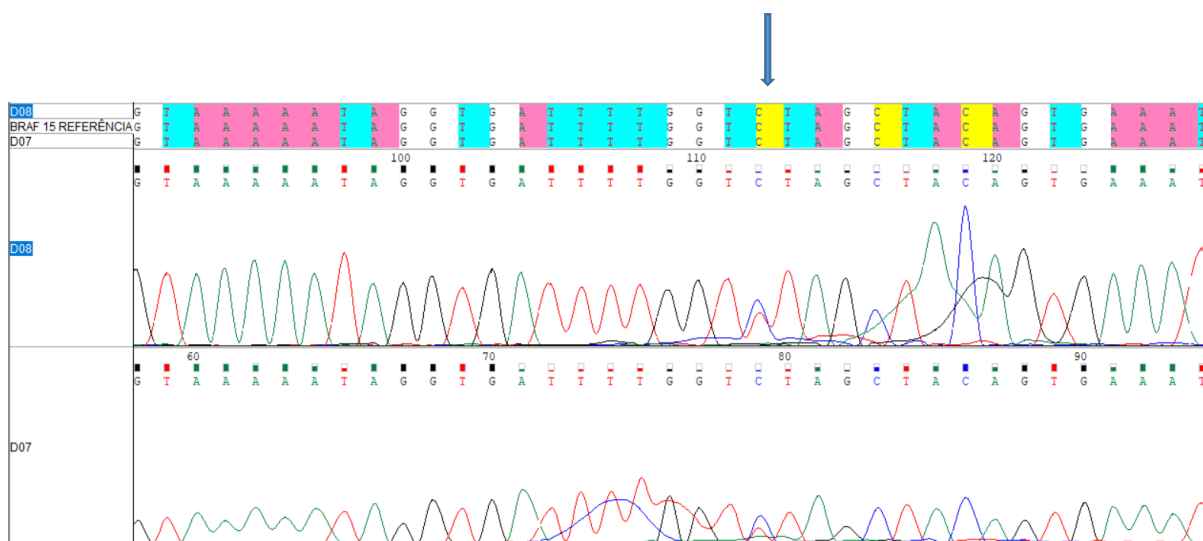 D08 G T A A A A A T A G G T G A T T T T G G T C T A G C T A C A G T G A A A T
BRAF 15 REFERÊNCIA G T A A A A A T A G G T G A T T T T G G T C T A G C T A C A G T G A A A T
D07 G T A A A A A T A G G T G A T T T T G G T C T A G C T A C A G T G A A A T
100 110 120
G T A A A A A T A G G T G A T T T T G G T C T A G C T A C A G T G A A A T
D08
60 70 80 90
G T A A A A A T A G G T G A T T T T G G T C T A G C T A C A G T G A A A T
D07